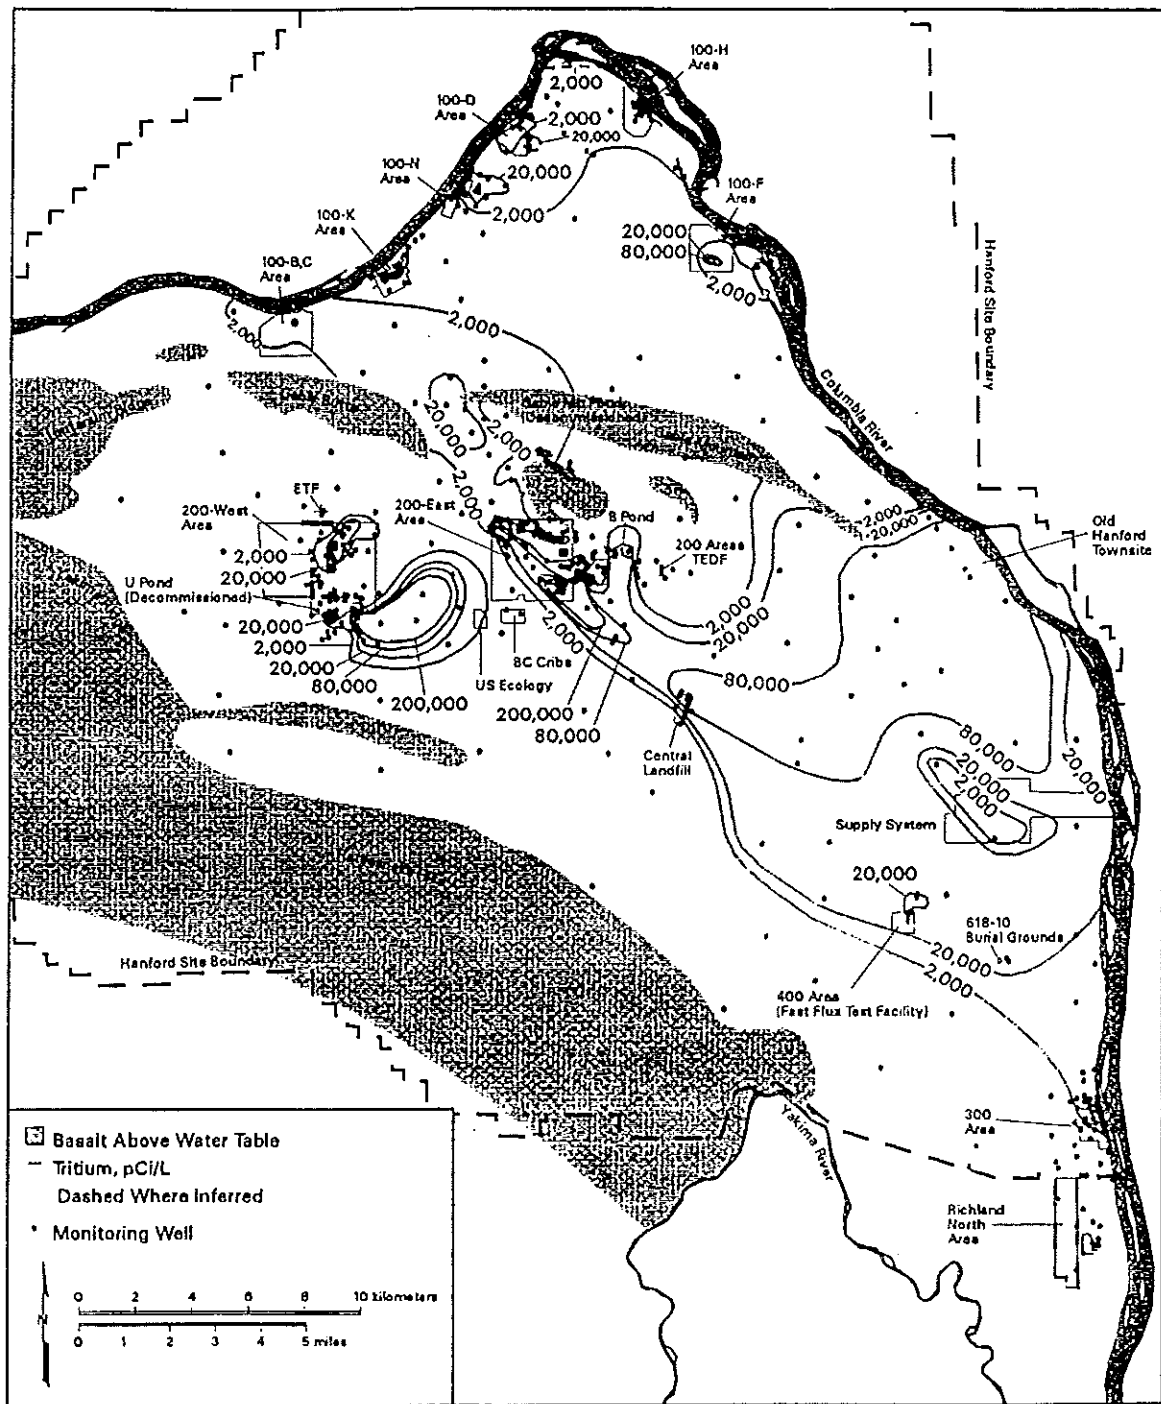 100-H
Area
2,000
100-D
Area
2,000
20,000
100-N
Area
20,000
2,000
100-F
Area
100-K
Area
20,000
80,000
2,000
100-B,C
Area
2,000
2,000
Hanford Site Boundary
Columbia River
20,000
2,000
(Decommissioned)
2,000
ETF
200-West
Area
200-East
Area
B Pond
2,000
20,000
Old
Hanford
Townsite
200 Areas
TEDF
2,000
20,000
U Pond
(Decommissioned)
20,000
2,000
20,000
80,000
200,000
2,000
BC Cribs
US Ecology
200,000
80,000
2,000
20,000
80,000
Central
Landfill
80,000
20,000
2,000
20,000
Supply System
20,000
618-10
Burial Grounds
20,000
2,000
400 Area
(Fast Flux Test Facility)
Hanford Site Boundary
300
Area
Yakima River
Richland
North
Area
Basalt Above Water Table
Tritium, pCi/L
Dashed Where Inferred
Monitoring Well
N
0 2 4 6 8 10 kilometers
0 1 2 3 4 5 miles